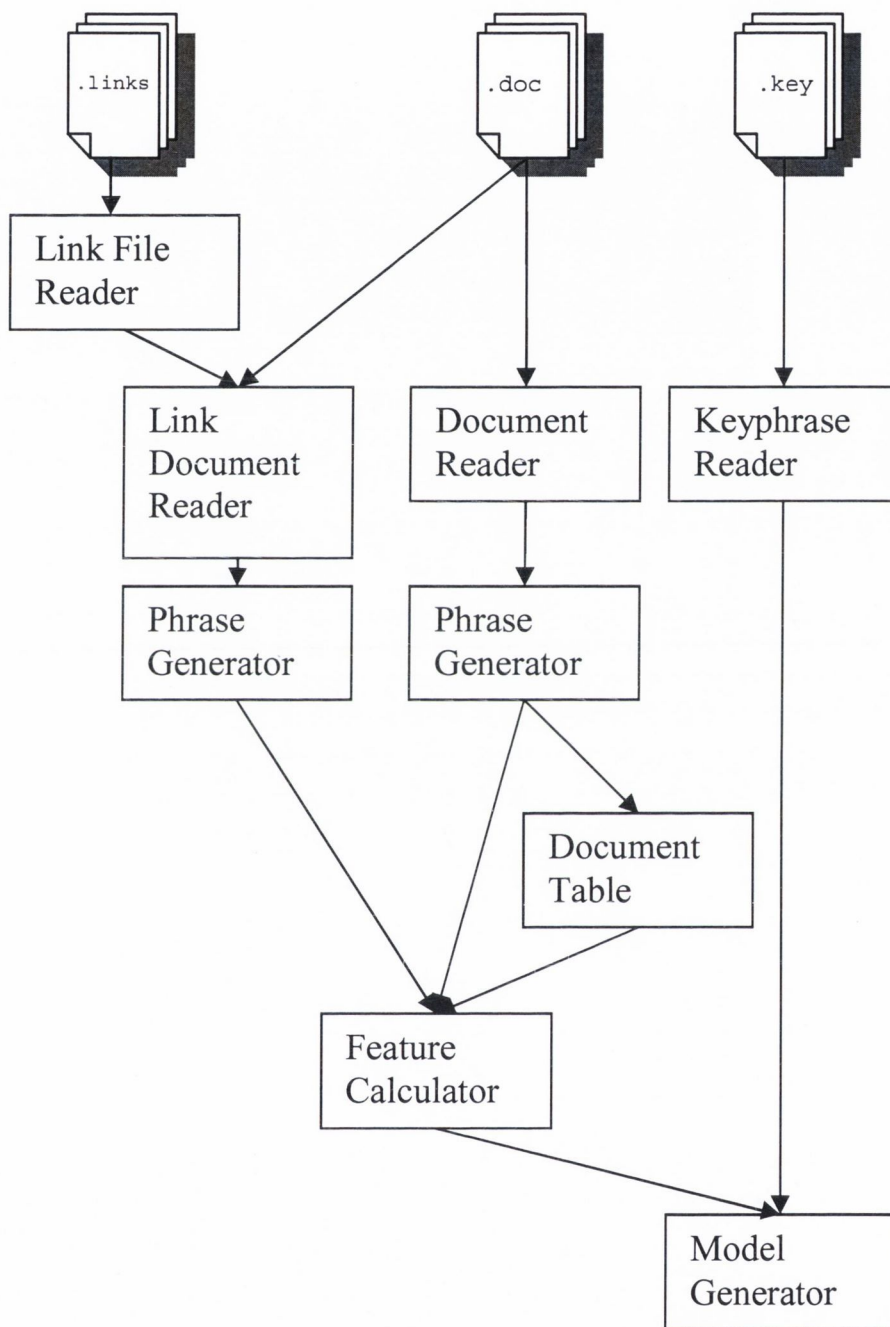 .links
.doc
.key
Link File
Reader
Link
Document
Reader
Document
Reader
Keyphrase
Reader
Phrase
Generator
Phrase
Generator
Document
Table
Feature
Calculator
Model
Generator